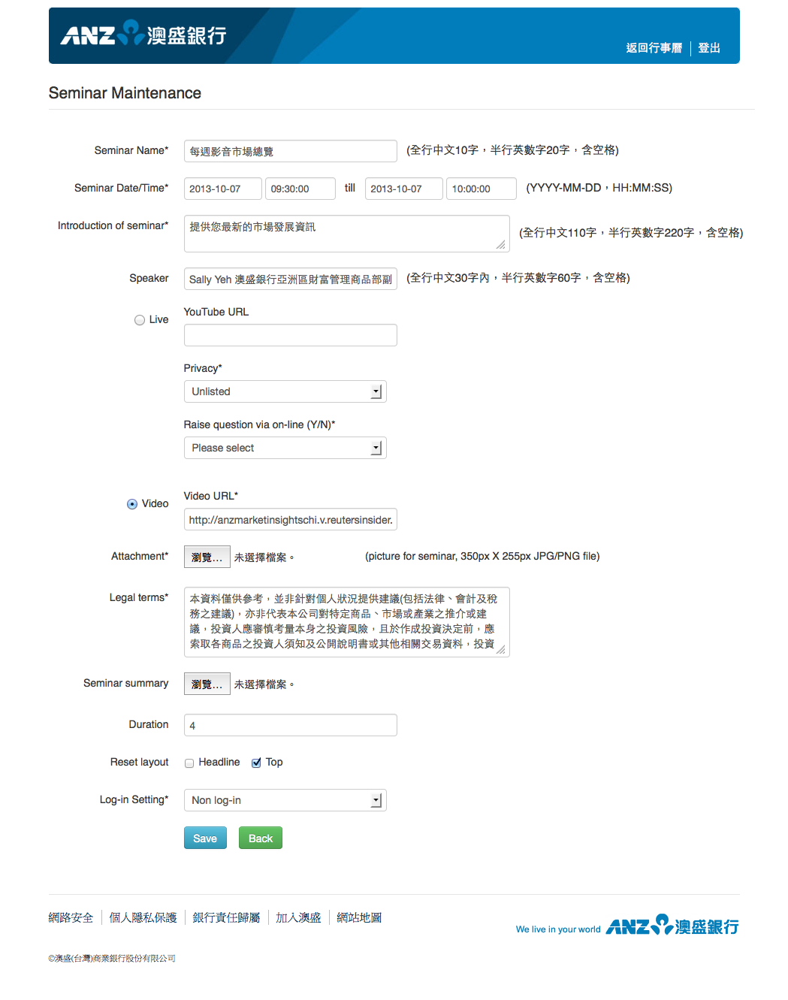 ANZ 澳盛銀行
返回行事曆 登出
Seminar Maintenance
Seminar Name* 每週影音市場總覽 (全行中文10字，半行英數字20字，含空格)
Seminar Date/Time* 2013-10-07 09:30:00 till 2013-10-07 10:00:00 (YYYY-MM-DD，HH:MM:SS)
Introduction of seminar* 提供您最新的市場發展資訊 (全行中文110字，半行英數字220字，含空格)
Speaker Sally Yeh 澳盛銀行亞洲區財富管理商品部副 (全行中文30字內，半行英數字60字，含空格)
Live YouTube URL
Privacy*
Unlisted
Raise question via on-line (Y/N)*
Please select
Video Video URL*
http://anzmarketinsightschi.v.reutersinsider.
Attachment* 瀏覽... 未選擇檔案。 (picture for seminar, 350px X 255px JPG/PNG file)
Legal terms* 本資料僅供參考，並非針對個人狀況提供建議(包括法律、會計及稅
務之建議)，亦非代表本公司對特定商品、市場或產業之推介或建
議，投資人應審慎考量本身之投資風險，且於作成投資決定前，應
索取各商品之投資人須知及公開說明書或其他相關交易資料，投資
Seminar summary 瀏覽... 未選擇檔案。
Duration 4
Reset layout Headline Top
Log-in Setting* Non log-in
Save Back
網路安全 個人隱私保護 銀行責任歸屬 加入澳盛 網站地圖
We live in your world ANZ 澳盛銀行
©澳盛(台灣)商業銀行股份有限公司